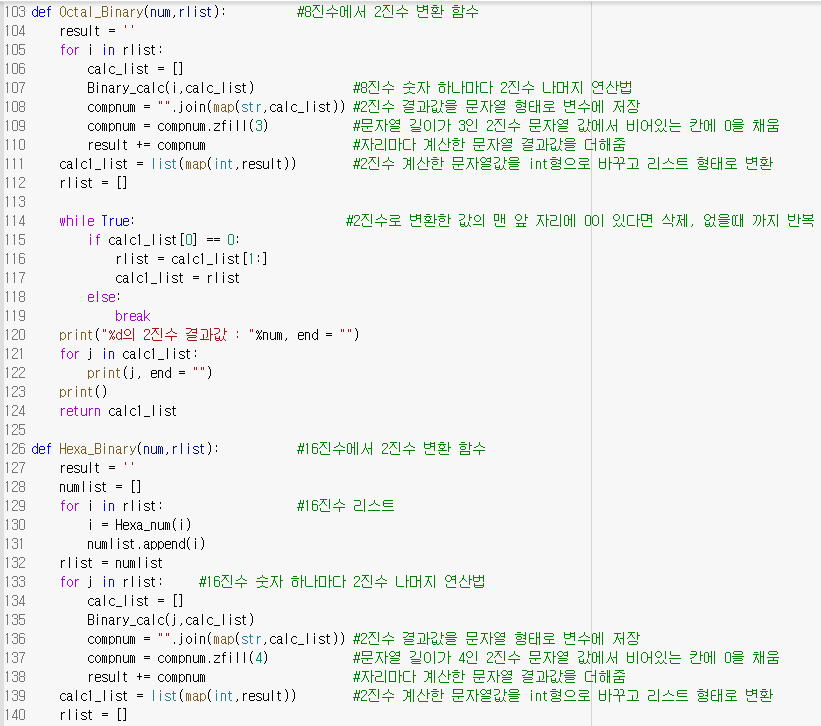 103 def Octal_Binary(num,rlist):          #8진수에서 2진수 변환 함수
104     result = ''
105     for i in rlist:
106         calc_list = []
107         Binary_calc(i,calc_list)              #8진수 숫자 하나마다 2진수 나머지 연산법
108         compnum = "".join(map(str,calc_list)) #2진수 결과값을 문자열 형태로 변수에 저장
109         compnum = compnum.zfill(3)            #문자열 길이가 3인 2진수 문자열 값에서 비어있는 칸에 0을 채움
110         result += compnum                     #자리마다 계산한 문자열 결과값을 더해줌
111     calc1_list = list(map(int,result))        #2진수 계산한 문자열값을 int형으로 바꾸고 리스트 형태로 변환
112     rlist = []
113
114     while True:                              #2진수로 변환한 값의 맨 앞 자리에 0이 있다면 삭제, 없을때 까지 반복
115         if calc1_list[0] == 0:
116             rlist = calc1_list[1:]
117             calc1_list = rlist
118         else:
119             break
120     print("%d의 2진수 결과값 : "%num, end = "")
121     for j in calc1_list:
122         print(j, end = "")
123     print()
124     return calc1_list
125
126 def Hexa_Binary(num,rlist):           #16진수에서 2진수 변환 함수
127     result = ''
128     numlist = []
129     for i in rlist:                   #16진수 리스트
130         i = Hexa_num(i)
131         numlist.append(i)
132     rlist = numlist
133     for j in rlist:     #16진수 숫자 하나마다 2진수 나머지 연산법
134         calc_list = []
135         Binary_calc(j,calc_list)
136         compnum = "".join(map(str,calc_list)) #2진수 결과값을 문자열 형태로 변수에 저장
137         compnum = compnum.zfill(4)            #문자열 길이가 4인 2진수 문자열 값에서 비어있는 칸에 0을 채움
138         result += compnum                     #자리마다 계산한 문자열 결과값을 더해줌
139     calc1_list = list(map(int,result))        #2진수 계산한 문자열값을 int형으로 바꾸고 리스트 형태로 변환
140     rlist = []